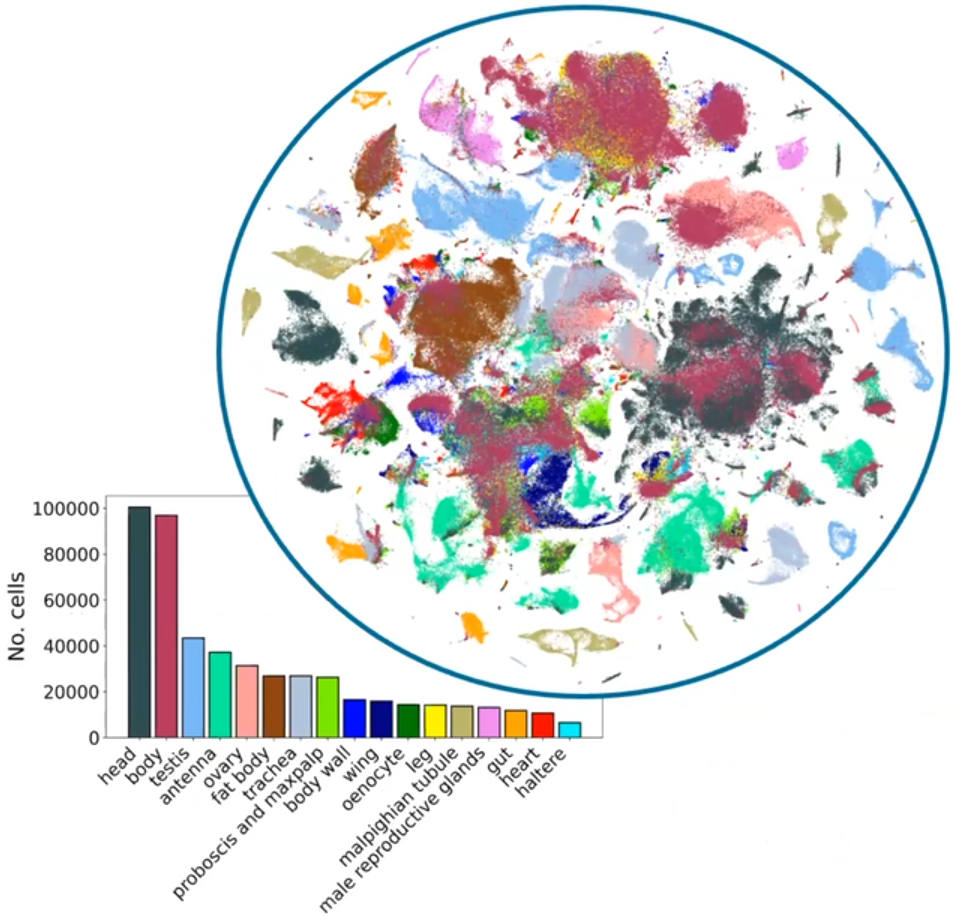 100000
80000
60000
40000
20000
0
No. cells
head
body
testis
antenna
ovary
fat body
trachea
proboscis and maxpalp
body wall
wing
oenocyte
leg
malpighian tubule
male reproductive glands
gut
heart
haltere